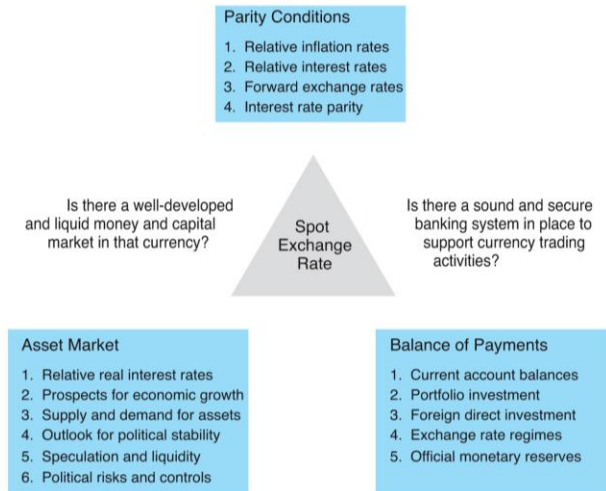 Parity Conditions
1. Relative inflation rates
2. Relative interest rates
3. Forward exchange rates
4. Interest rate parity
Is there a well-developed
and liquid money and capital
market in that currency?
Spot
Exchange
Rate
Is there a sound and secure
banking system in place to
support currency trading
activities?
Asset Market
1. Relative real interest rates
2. Prospects for economic growth
3. Supply and demand for assets
4. Outlook for political stability
5. Speculation and liquidity
6. Political risks and controls
Balance of Payments
1. Current account balances
2. Portfolio investment
3. Foreign direct investment
4. Exchange rate regimes
5. Official monetary reserves